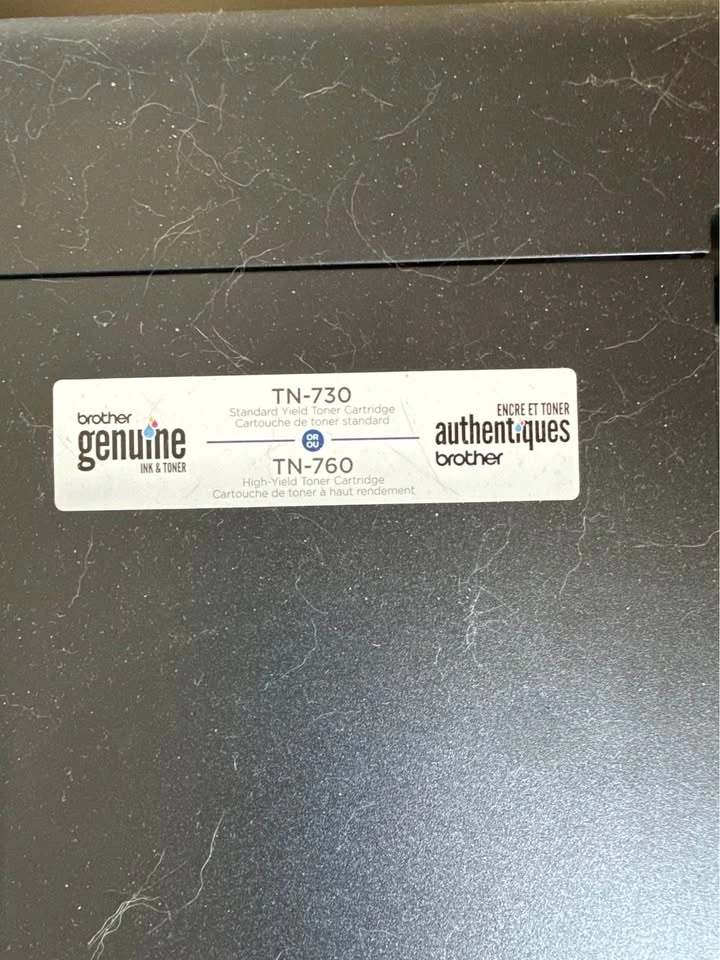 brother
genuine
INK & TONER
TN-730
Standard Yield Toner Cartridge
Cartouche de toner standard
OR
OU
TN-760
High-Yield Toner Cartridge
Cartouche de toner à haut rendement
ENCRE ET TONER
authentiques
brother